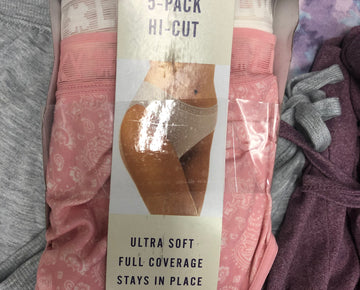 5-PACK
HI-CUT
ULTRA SOFT
FULL COVERAGE
STAYS IN PLACE